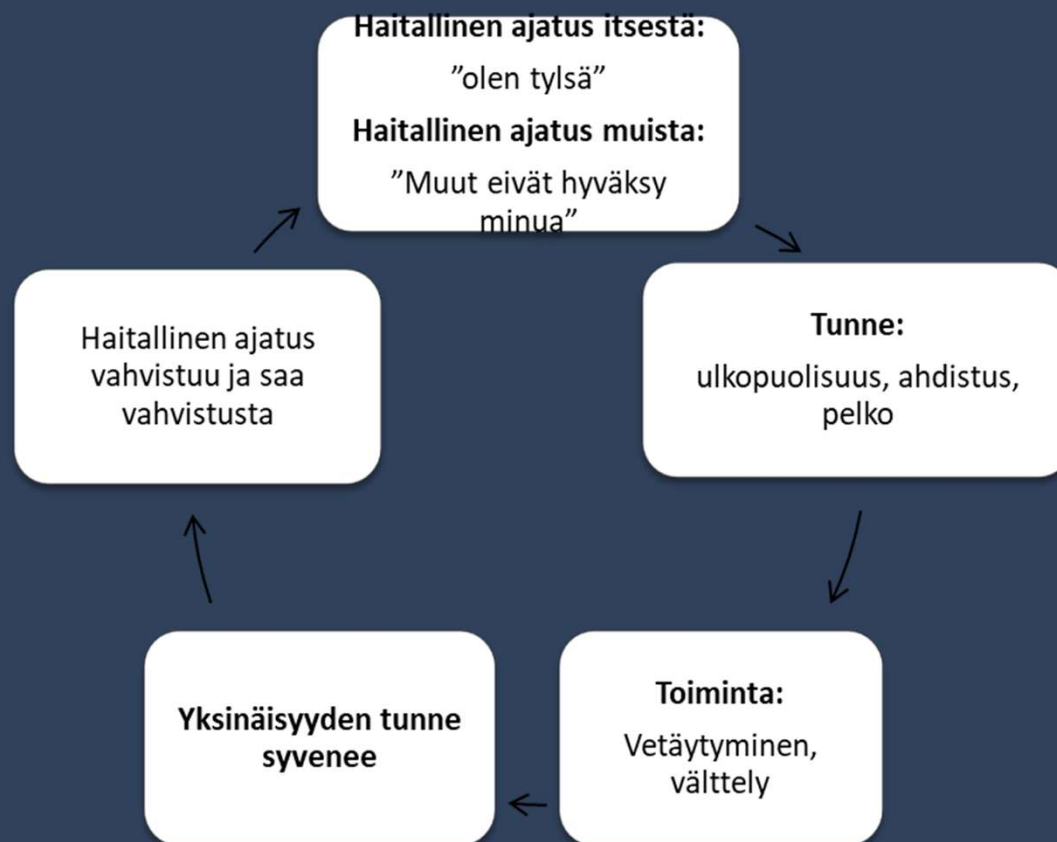 Haitallinen ajatus itsestä:
”olen tylsä”
Haitallinen ajatus muista:
”Muut eivät hyväksy
minua”
Tunne:
ulkopuolisuus, ahdistus,
pelko
Toiminta:
Vetäytyminen,
välttely
Yksinäisyyden tunne
syvenee
Haitallinen ajatus
vahvistuu ja saa
vahvistusta